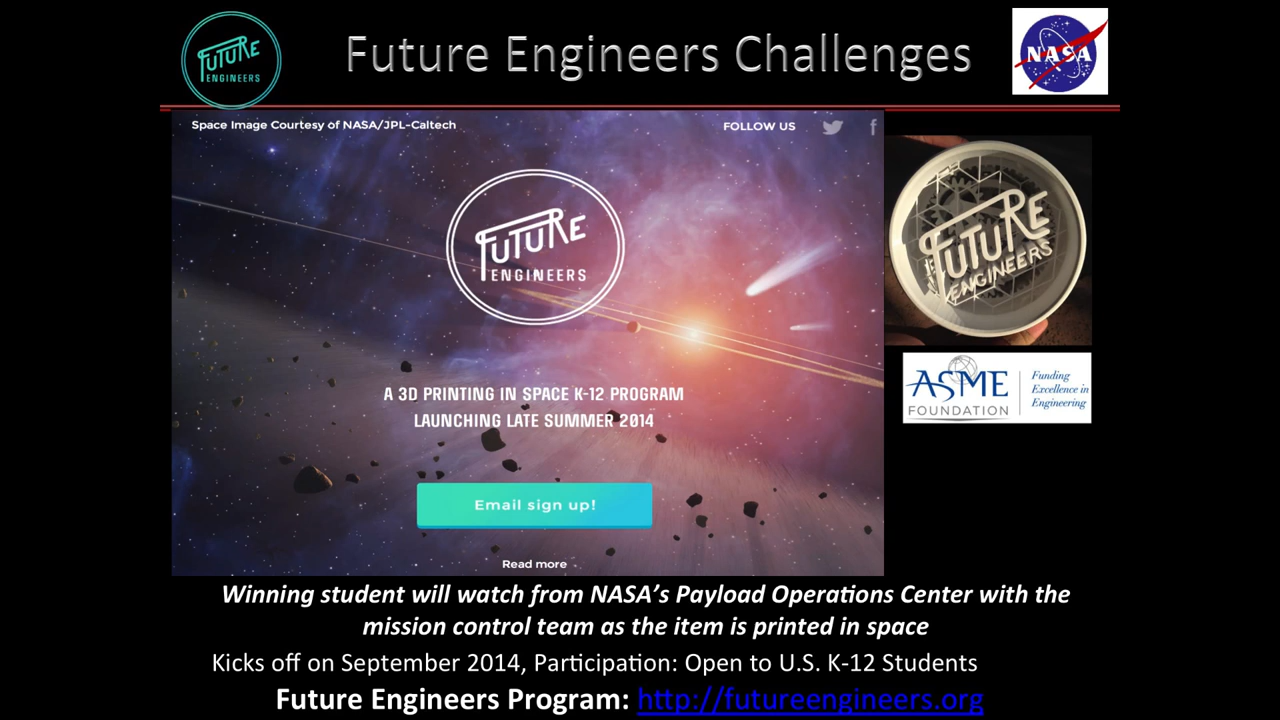 FUTURE
ENGINEERS
Future Engineers Challenges
NASA
Space Image Courtesy of NASA/JPL-Caltech
FOLLOW US
FUTURE
ENGINEERS
A 3D PRINTING IN SPACE K-12 PROGRAM
LAUNCHING LATE SUMMER 2014
Email sign up!
Read more
FUTURE
ENGINEERS
ASME
FOUNDATION
Funding
Excellence in
Engineering
Winning student will watch from NASA’s Payload Operations Center with the
mission control team as the item is printed in space
Kicks off on September 2014, Participation: Open to U.S. K-12 Students
Future Engineers Program: http://futureengineers.org